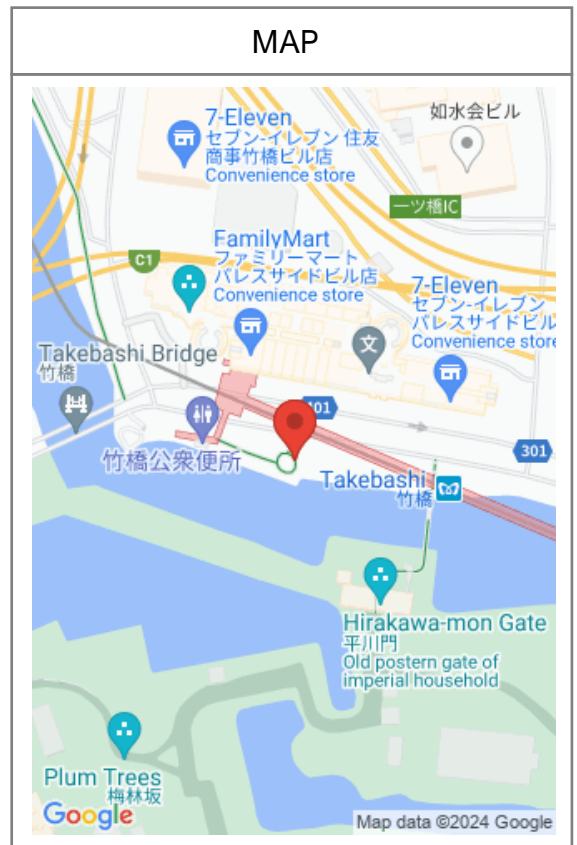 MAP
7-Eleven
セブン-イレブン 住友
商事竹橋ビル店
Convenience store
如水会ビル
一ツ橋IC
C1
FamilyMart
ファミリーマート
パレスサイドビル店
Convenience store
7-Eleven
セブン-イレブン
パレスサイドビル
Convenience store
文
Takebashi Bridge
竹橋
401
竹橋公衆便所
301
Takebashi
竹橋
Hirakawa-mon Gate
平川門
Old postern gate of
imperial household
Plum Trees
梅林坂
Google
Map data ©2024 Google